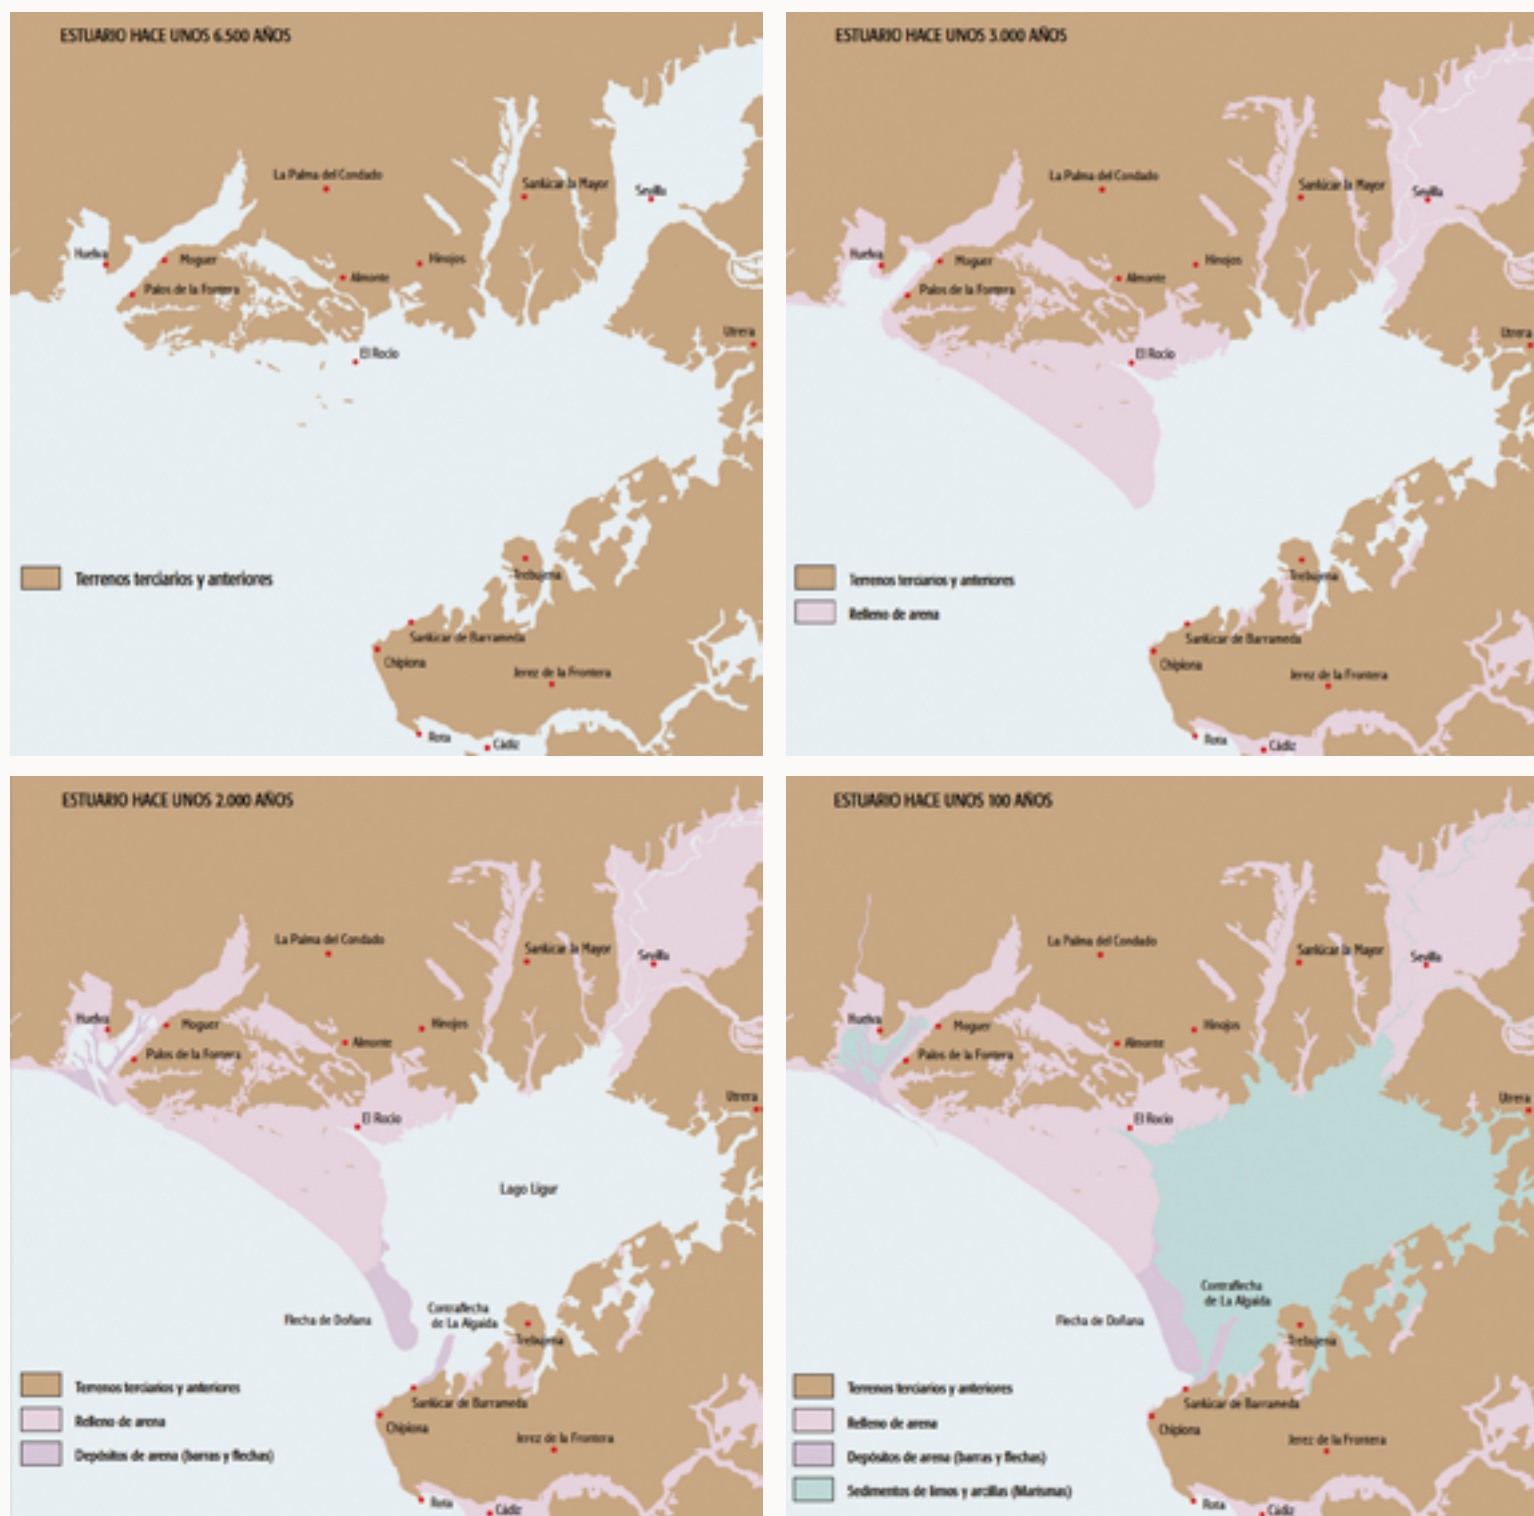 ESTUARIO HACE UNOS 6.500 AÑOS
La Palma del Condado
Sanlúcar la Mayor
Sevilla
Huelva
Moguer
Hinojos
Almonte
Palos de la Fontera
Utrera
El Rocío
Trebujena
Terrenos terciarios y anteriores
Sanlúcar de Barrameda
Chipiona
Jerez de la Frontera
Rota
Cádiz
ESTUARIO HACE UNOS 3.000 AÑOS
La Palma del Condado
Sanlúcar la Mayor
Sevilla
Huelva
Moguer
Hinojos
Almonte
Palos de la Fontera
Utrera
El Rocío
Trebujena
Terrenos terciarios y anteriores
Relleno de arena
Sanlúcar de Barrameda
Chipiona
Jerez de la Frontera
Rota
Cádiz
ESTUARIO HACE UNOS 2.000 AÑOS
La Palma del Condado
Sanlúcar la Mayor
Sevilla
Huelva
Moguer
Hinojos
Almonte
Palos de la Fontera
Utrera
El Rocío
Lago Ligur
Flecha de Doñana
Contraflecha
de La Algaida
Trebujena
Terrenos terciarios y anteriores
Relleno de arena
Depósitos de arena (barras y flechas)
Sanlúcar de Barrameda
Chipiona
Jerez de la Frontera
Rota
Cádiz
ESTUARIO HACE UNOS 100 AÑOS
La Palma del Condado
Sanlúcar la Mayor
Sevilla
Huelva
Moguer
Hinojos
Almonte
Palos de la Fontera
Utrera
El Rocío
Contraflecha
de La Algaida
Flecha de Doñana
Trebujena
Terrenos terciarios y anteriores
Relleno de arena
Depósitos de arena (barras y flechas)
Sedimentos de limos y arcillas (Marismas)
Sanlúcar de Barrameda
Chipiona
Jerez de la Frontera
Rota
Cádiz